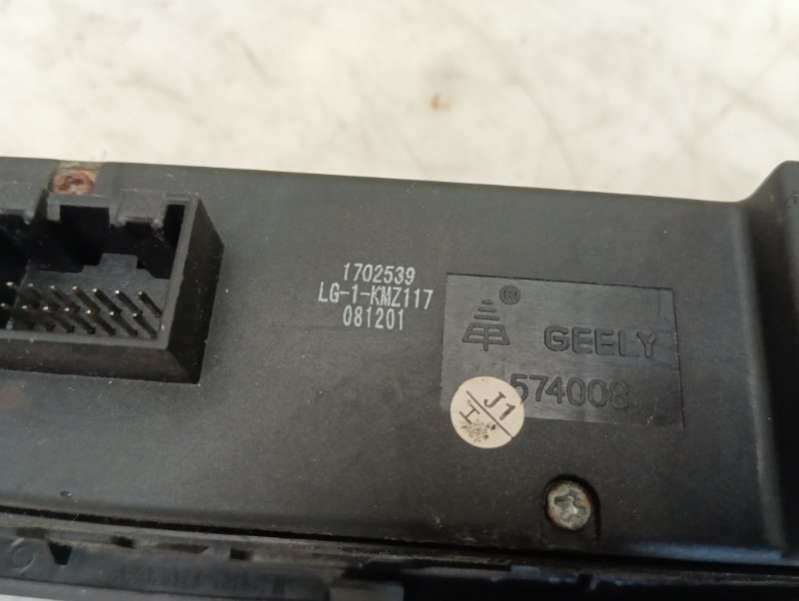 1702539
LG-1-KMZ117
081201
®
GEELY
574008
J1
H